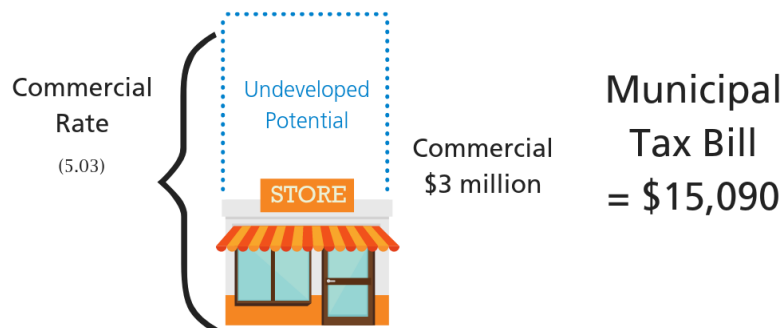 Commercial
Rate
(5.03)
Undeveloped
Potential
STORE
Commercial
$3 million
Municipal
Tax Bill
= $15,090